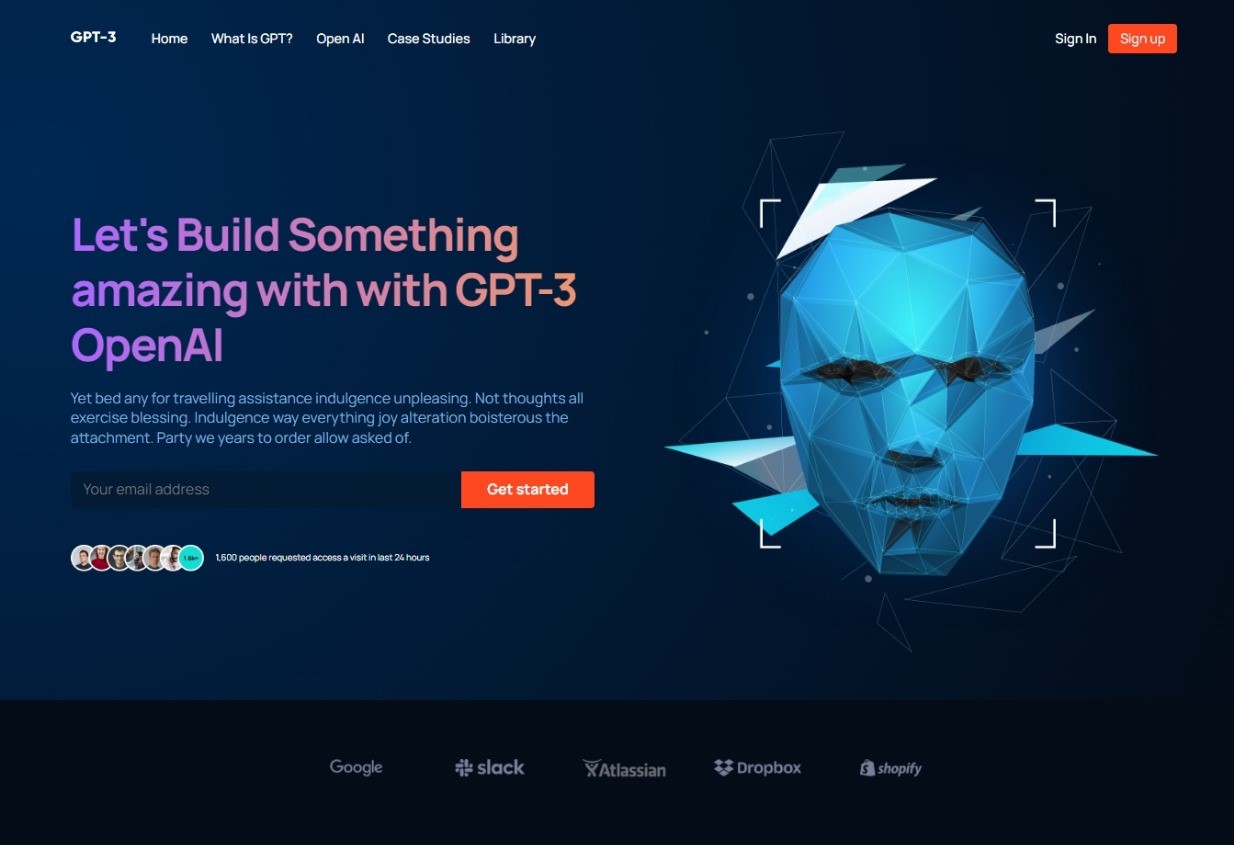 GPT-3
Home
What Is GPT?
Open AI
Case Studies
Library
Sign In
Sign up
Let's Build Something
amazing with with GPT-3
OpenAI
Yet bed any for travelling assistance indulgence unpleasing. Not thoughts all
exercise blessing. Indulgence way everything joy alteration boisterous the
attachment. Party we years to order allow asked of.
Your email address
Get started
1,600 people requested access a visit in last 24 hours
Google
slack
Atlassian
Dropbox
shopify